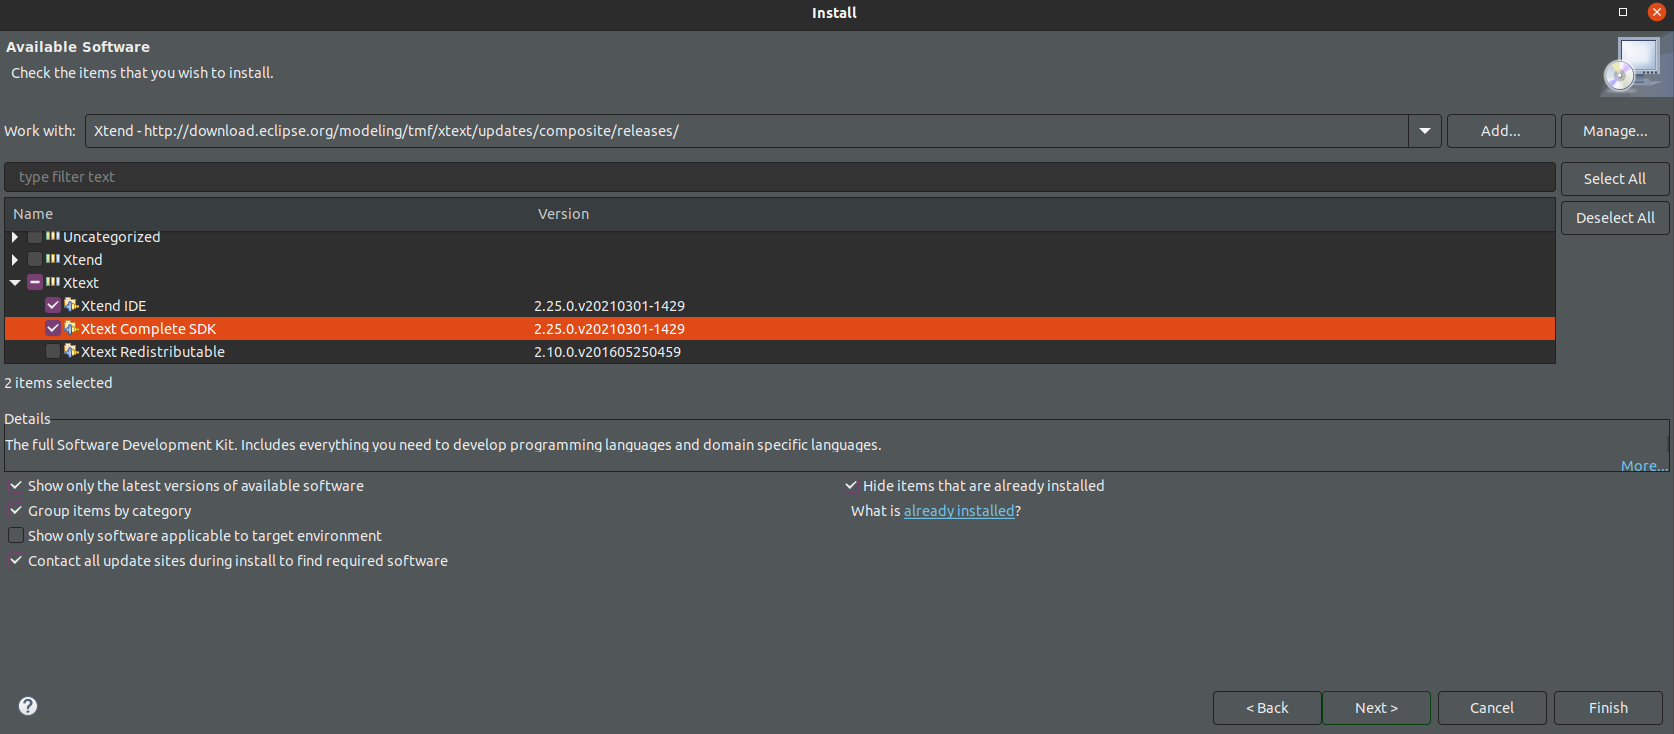 Install
Available Software
Check the items that you wish to install.
Work with: Xtend - http://download.eclipse.org/modeling/tmf/xtext/updates/composite/releases/ Add... Manage...
type filter text Select All
Name Version Deselect All
Uncategorized
Xtend
Xtext
Xtend IDE 2.25.0.v20210301-1429
Xtext Complete SDK 2.25.0.v20210301-1429
Xtext Redistributable 2.10.0.v201605250459
2 items selected
Details
The full Software Development Kit. Includes everything you need to develop programming languages and domain specific languages.
More...
Show only the latest versions of available software Hide items that are already installed
Group items by category What is already installed?
Show only software applicable to target environment
Contact all update sites during install to find required software
? < Back Next > Cancel Finish